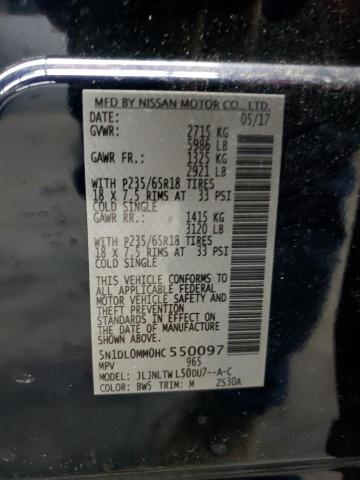 MFD BY NISSAN MOTOR CO., LTD.
DATE: 05/17
GVWR: 2715 KG
5986 LB
GAWR FR.: 1325 KG
2921 LB
WITH P235/65R18 TIRES
18 X 7.5 RIMS AT 33 PSI
COLD SINGLE
GAWR RR.: 1415 KG
3120 LB
WITH P235/65R18 TIRES
18 X 7.5 RIMS AT 33 PSI
COLD SINGLE
THIS VEHICLE CONFORMS TO
ALL APPLICABLE FEDERAL
MOTOR VEHICLE SAFETY
STANDARDS IN EFFECT ON
THE DATE OF MANUFACTURE
AND THEFT PREVENTION
SHOWN ABOVE.
5N1DL0MM0HC550097
MPV 965
MODEL: JLJNLTWL50DU7--A-C
COLOR: BW5 TRIM: M ZS30A